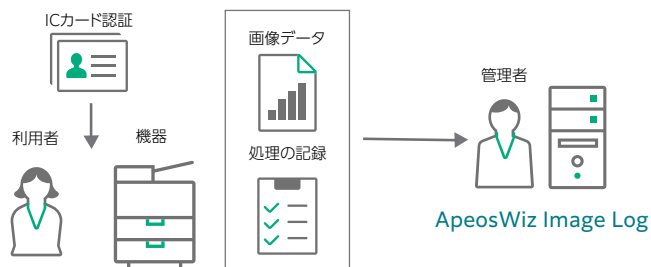 ICカード認証
利用者
機器
画像データ
処理の記録
管理者
ApeosWiz Image Log